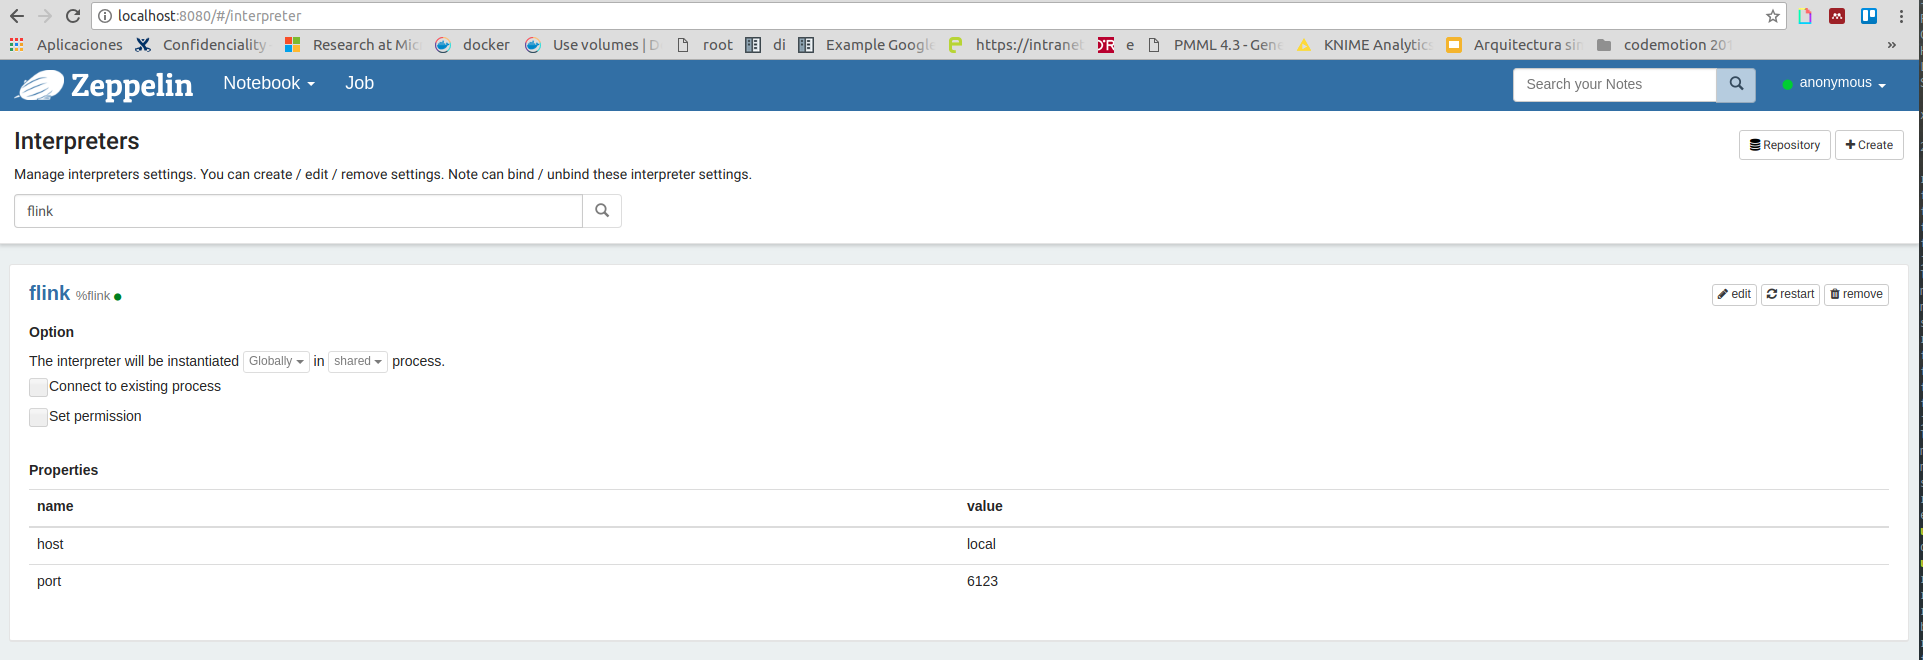 localhost:8080/#/interpreter
Aplicaciones Confidenciality Research at Mic docker Use volumes | D root di Example Google https://intranet e PMML 4.3 - Gene KNIME Analytics Arquitectura sin codemotion 201 »
Zeppelin Notebook Job Search your Notes anonymous
Interpreters
Repository Create
Manage interpreters settings. You can create / edit / remove settings. Note can bind / unbind these interpreter settings.
flink
flink %flink edit restart remove
Option
The interpreter will be instantiated Globally in shared process.
Connect to existing process
Set permission
Properties
name value
host local
port 6123